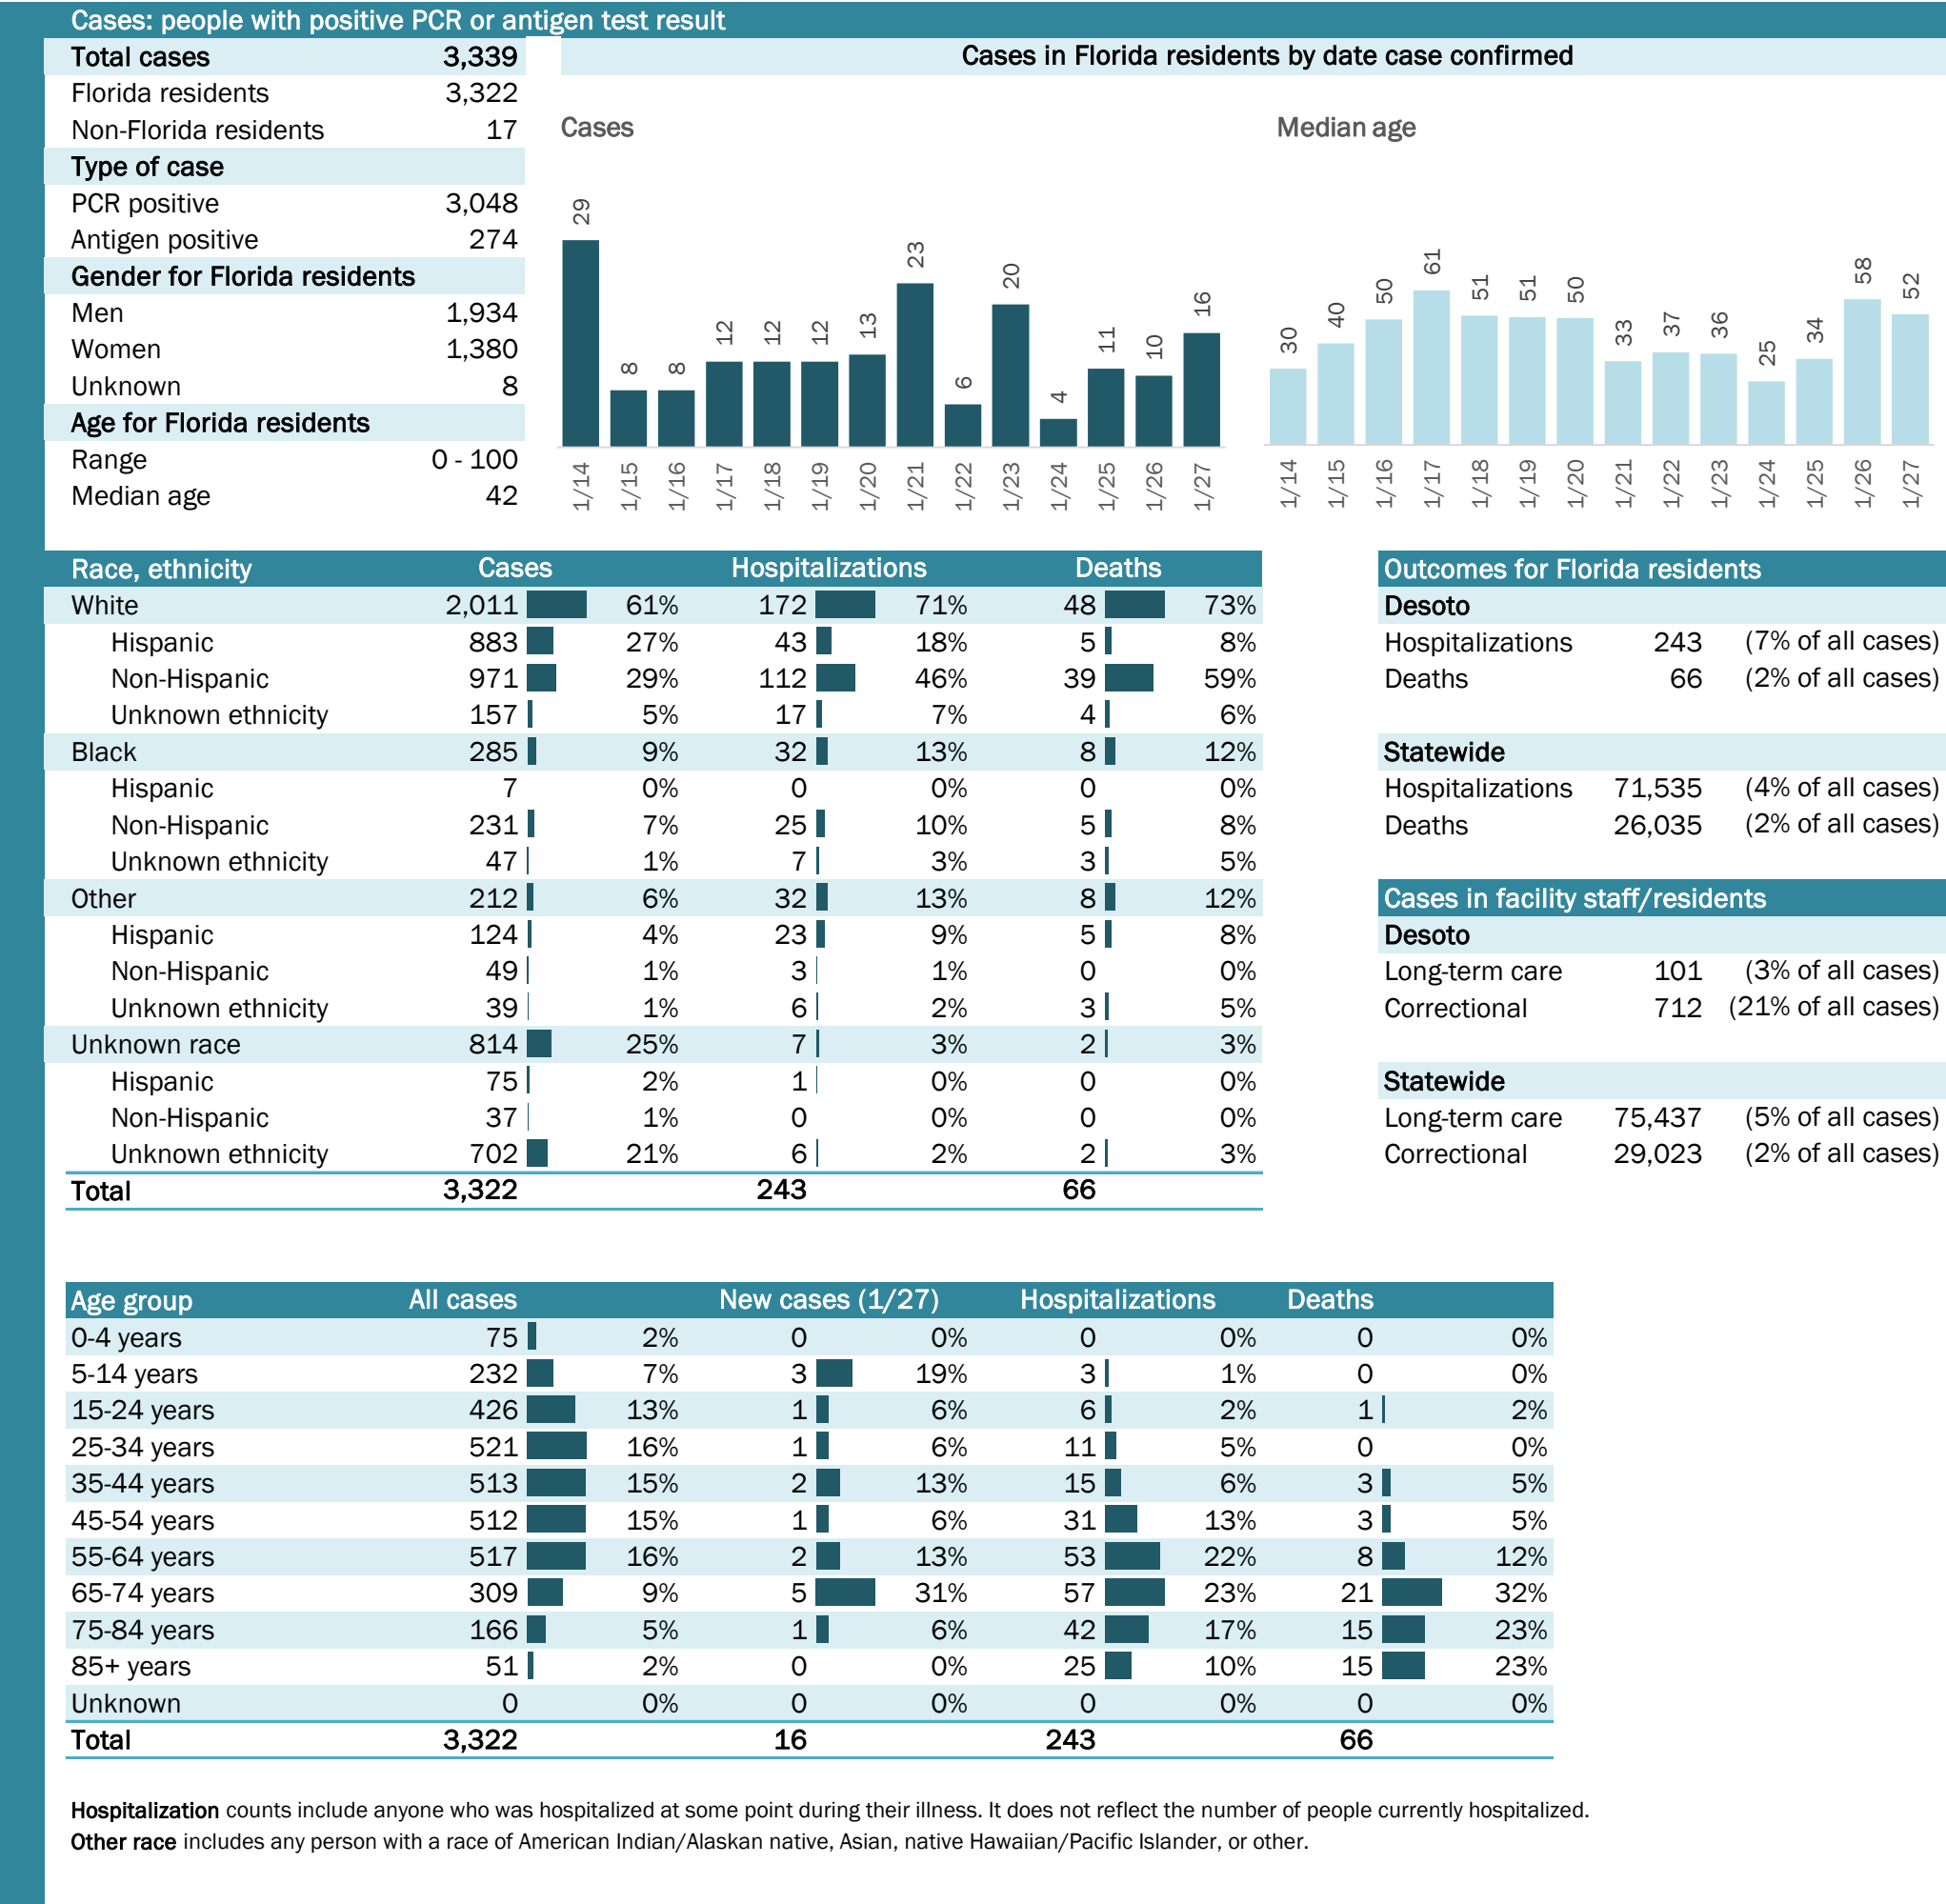 Cases: people with positive PCR or antigen test result
Total cases 3,339
Florida residents 3,322
Non-Florida residents 17
Type of case
PCR positive 3,048
Antigen positive 274
Gender for Florida residents
Men 1,934
Women 1,380
Unknown 8
Age for Florida residents
Range 0 - 100
Median age 42
Cases in Florida residents by date case confirmed
Cases
29 8 8 12 12 12 13 23 6 20 4 11 10 16
1/14 1/15 1/16 1/17 1/18 1/19 1/20 1/21 1/22 1/23 1/24 1/25 1/26 1/27
Median age
30 40 50 61 51 51 50 33 37 36 25 34 58 52
1/14 1/15 1/16 1/17 1/18 1/19 1/20 1/21 1/22 1/23 1/24 1/25 1/26 1/27
Race, ethnicity Cases Hospitalizations Deaths
White 2,011 61% 172 71% 48 73%
Hispanic 883 27% 43 18% 5 8%
Non-Hispanic 971 29% 112 46% 39 59%
Unknown ethnicity 157 5% 17 7% 4 6%
Black 285 9% 32 13% 8 12%
Hispanic 7 0% 0 0% 0 0%
Non-Hispanic 231 7% 25 10% 5 8%
Unknown ethnicity 47 1% 7 3% 3 5%
Other 212 6% 32 13% 8 12%
Hispanic 124 4% 23 9% 5 8%
Non-Hispanic 49 1% 3 1% 0 0%
Unknown ethnicity 39 1% 6 2% 3 5%
Unknown race 814 25% 7 3% 2 3%
Hispanic 75 2% 1 0% 0 0%
Non-Hispanic 37 1% 0 0% 0 0%
Unknown ethnicity 702 21% 6 2% 2 3%
Total 3,322 243 66
Outcomes for Florida residents
Desoto
Hospitalizations 243 (7% of all cases)
Deaths 66 (2% of all cases)
Statewide
Hospitalizations 71,535 (4% of all cases)
Deaths 26,035 (2% of all cases)
Cases in facility staff/residents
Desoto
Long-term care 101 (3% of all cases)
Correctional 712 (21% of all cases)
Statewide
Long-term care 75,437 (5% of all cases)
Correctional 29,023 (2% of all cases)
Age group All cases New cases (1/27) Hospitalizations Deaths
0-4 years 75 2% 0 0% 0 0% 0 0%
5-14 years 232 7% 3 19% 3 1% 0 0%
15-24 years 426 13% 1 6% 6 2% 1 2%
25-34 years 521 16% 1 6% 11 5% 0 0%
35-44 years 513 15% 2 13% 15 6% 3 5%
45-54 years 512 15% 1 6% 31 13% 3 5%
55-64 years 517 16% 2 13% 53 22% 8 12%
65-74 years 309 9% 5 31% 57 23% 21 32%
75-84 years 166 5% 1 6% 42 17% 15 23%
85+ years 51 2% 0 0% 25 10% 15 23%
Unknown 0 0% 0 0% 0 0% 0 0%
Total 3,322 16 243 66
Hospitalization counts include anyone who was hospitalized at some point during their illness. It does not reflect the number of people currently hospitalized.
Other race includes any person with a race of American Indian/Alaskan native, Asian, native Hawaiian/Pacific Islander, or other.